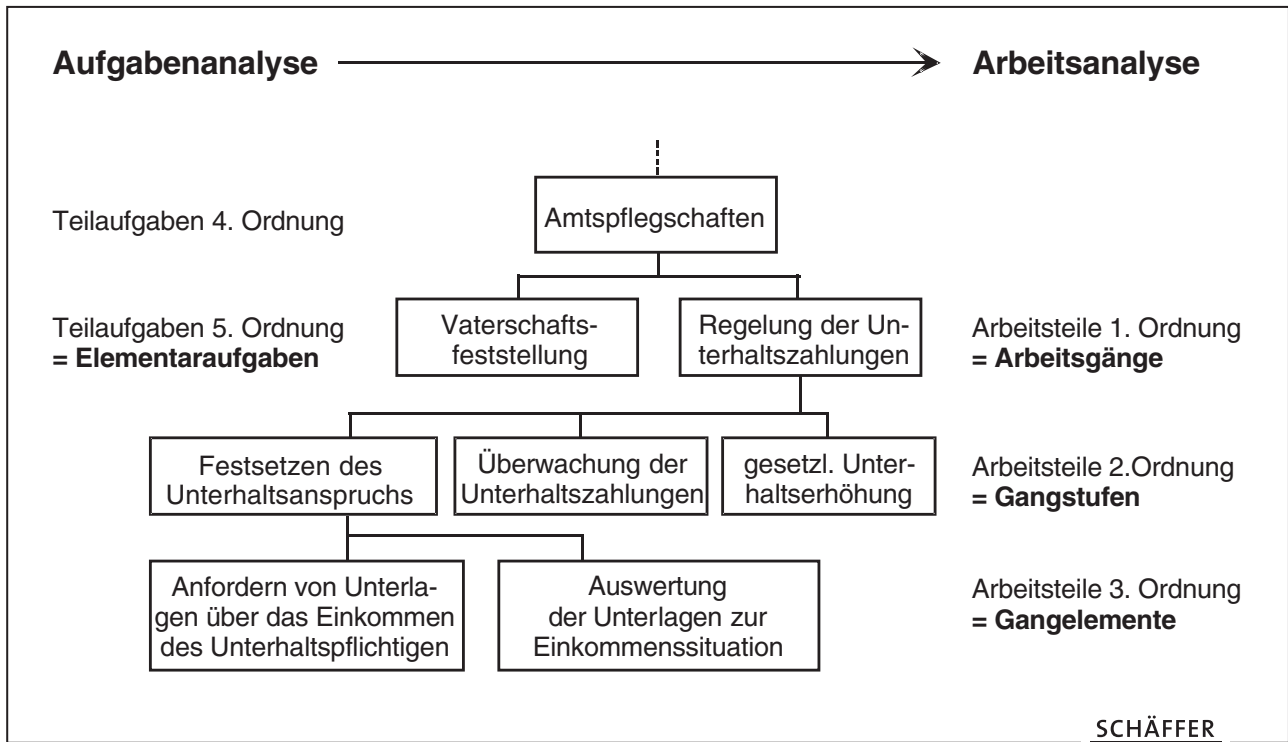 Aufgabenanalyse
Arbeitsanalyse
Teilaufgaben 4. Ordnung
Amtspflegschaften
Teilaufgaben 5. Ordnung
= Elementaraufgaben
Vaterschafts-
feststellung
Regelung der Un-
terhaltszahlungen
Arbeitsteile 1. Ordnung
= Arbeitsgänge
Festsetzen des
Unterhaltsanspruchs
Überwachung der
Unterhaltszahlungen
gesetzl. Unter-
haltserhöhung
Arbeitsteile 2.Ordnung
= Gangstufen
Anfordern von Unterla-
gen über das Einkommen
des Unterhaltspflichtigen
Auswertung
der Unterlagen zur
Einkommenssituation
Arbeitsteile 3. Ordnung
= Gangelemente
SCHÄFFER